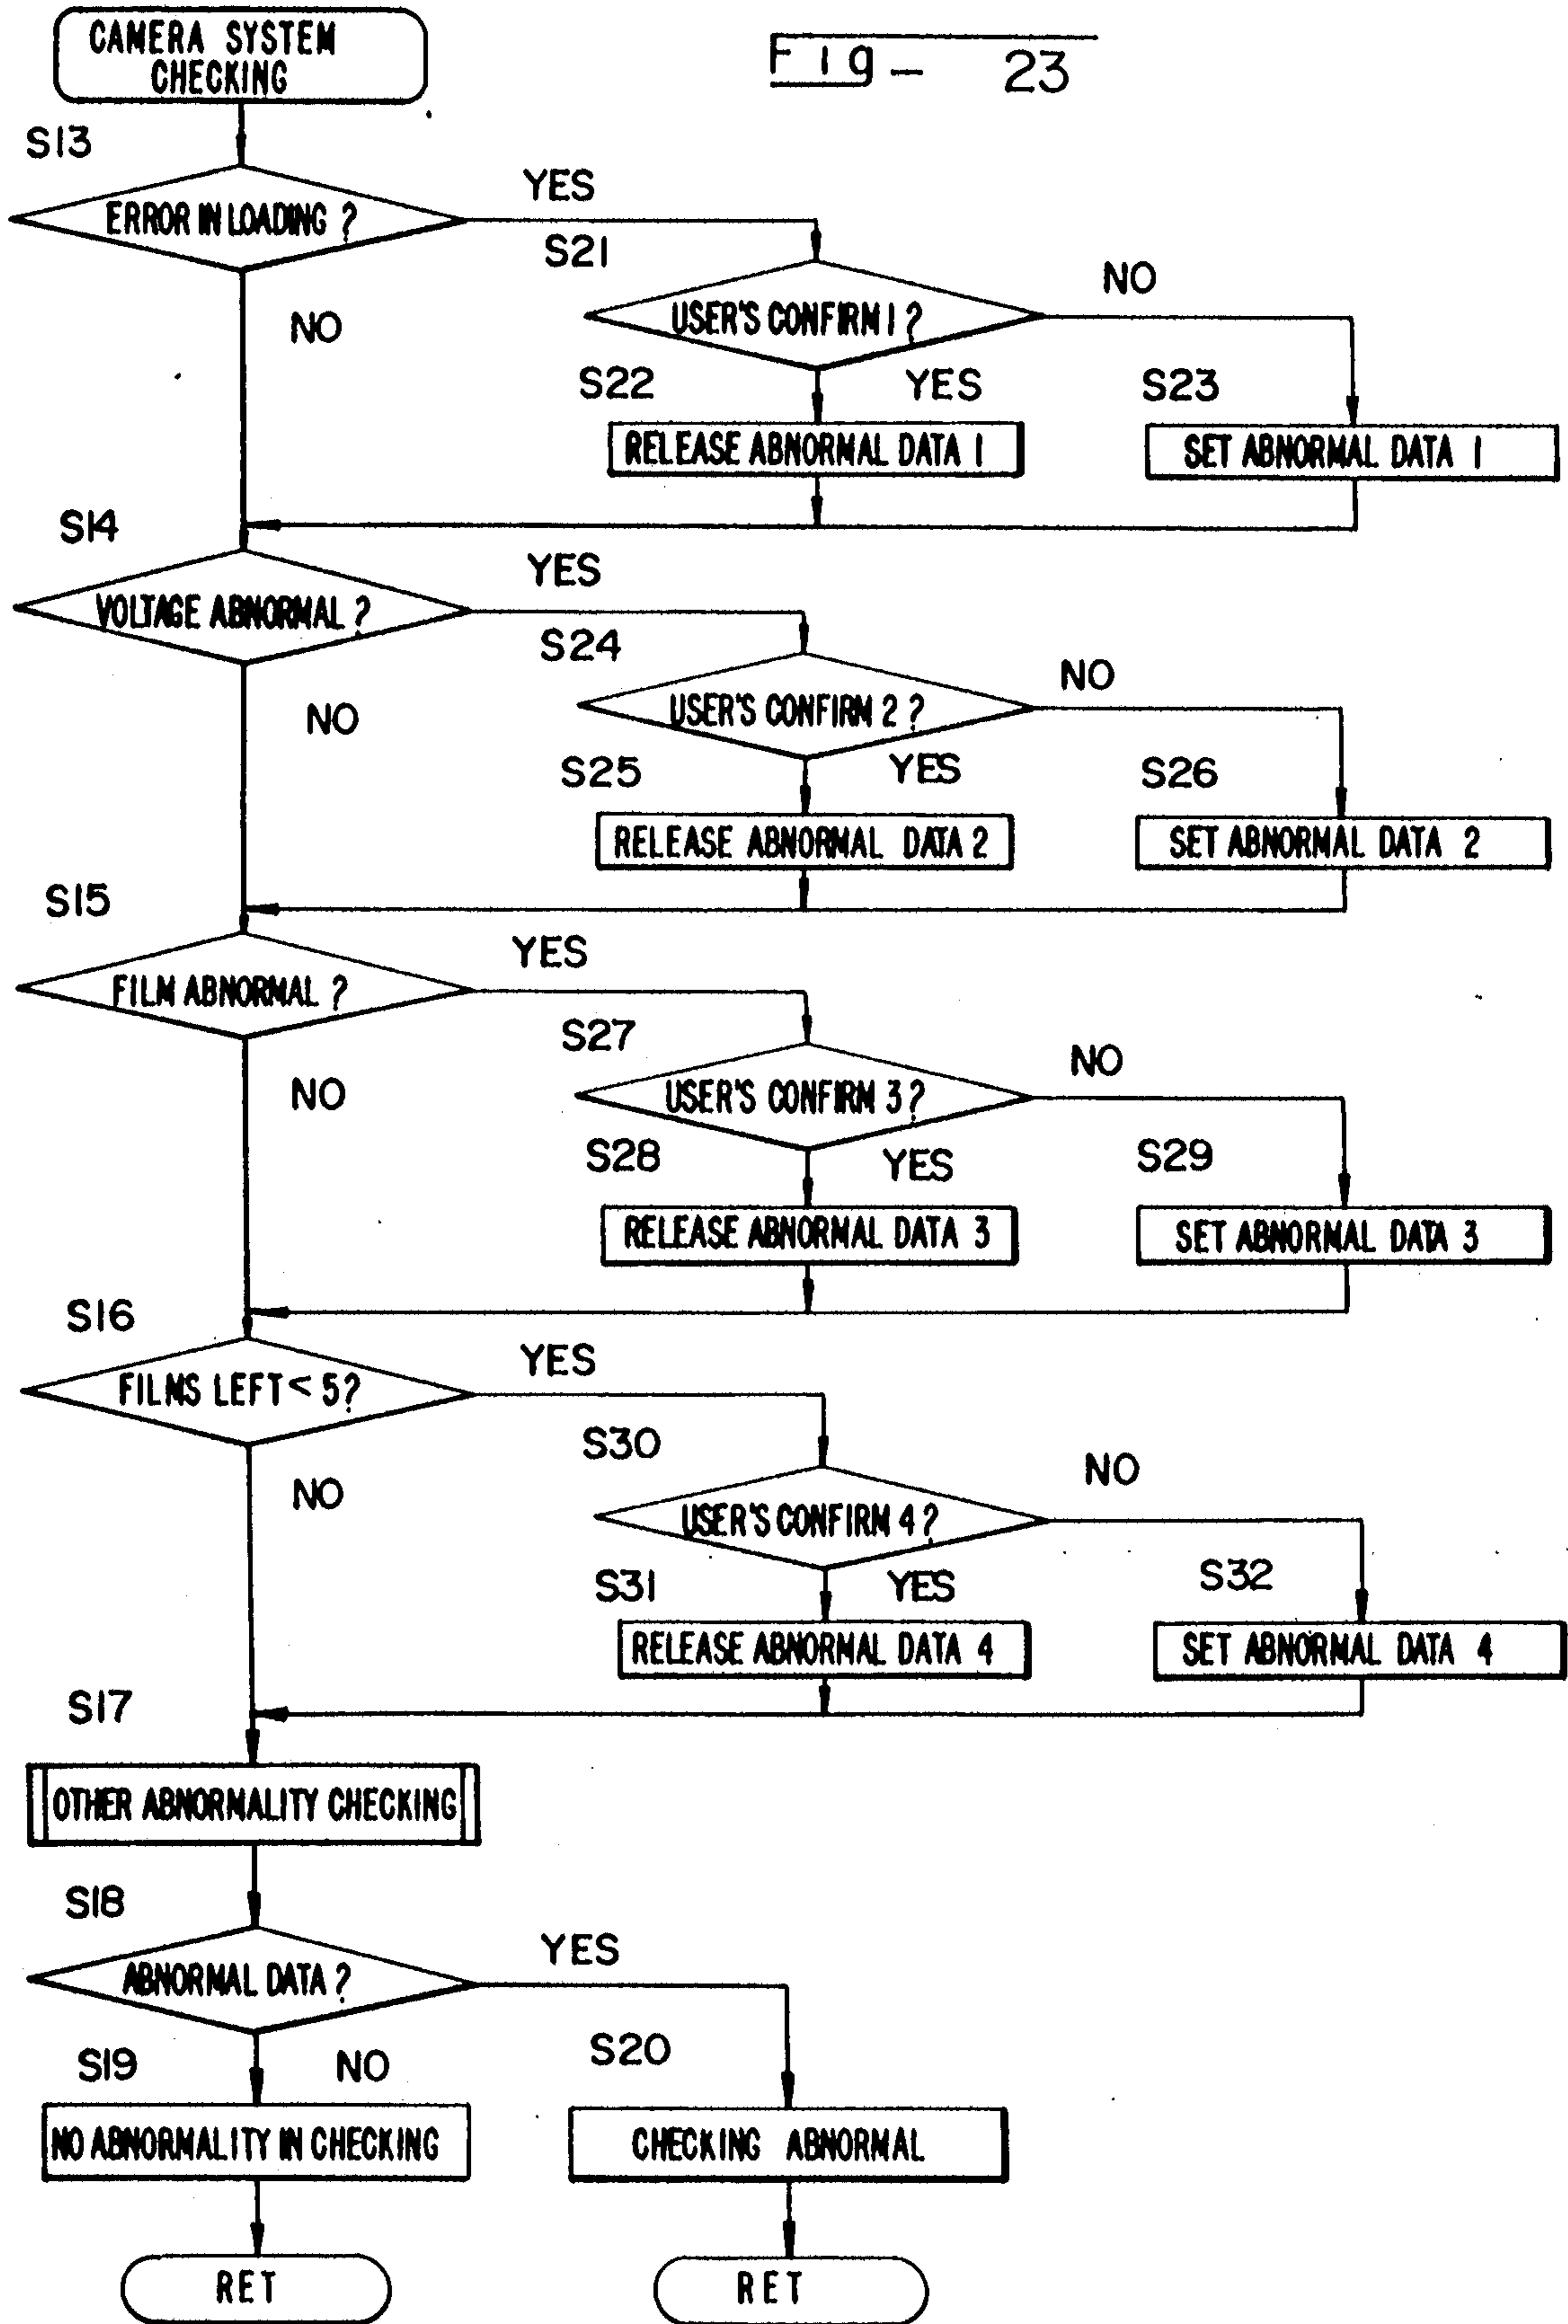 CAMERA SYSTEM
CHECKING
Fig- 23
S13
ERROR IN LOADING ?
YES
NO
S21
USER'S CONFIRM 1 ?
NO
S22
YES
S23
RELEASE ABNORMAL DATA 1
SET ABNORMAL DATA 1
S14
VOLTAGE ABNORMAL ?
YES
NO
S24
USER'S CONFIRM 2 ?
NO
S25
YES
S26
RELEASE ABNORMAL DATA 2
SET ABNORMAL DATA 2
S15
FILM ABNORMAL ?
YES
NO
S27
USER'S CONFIRM 3 ?
NO
S28
YES
S29
RELEASE ABNORMAL DATA 3
SET ABNORMAL DATA 3
S16
FILMS LEFT < 5 ?
YES
NO
S30
USER'S CONFIRM 4 ?
NO
S31
YES
S32
RELEASE ABNORMAL DATA 4
SET ABNORMAL DATA 4
S17
OTHER ABNORMALITY CHECKING
S18
ABNORMAL DATA ?
YES
S19
NO
S20
NO ABNORMALITY IN CHECKING
CHECKING ABNORMAL
RET
RET